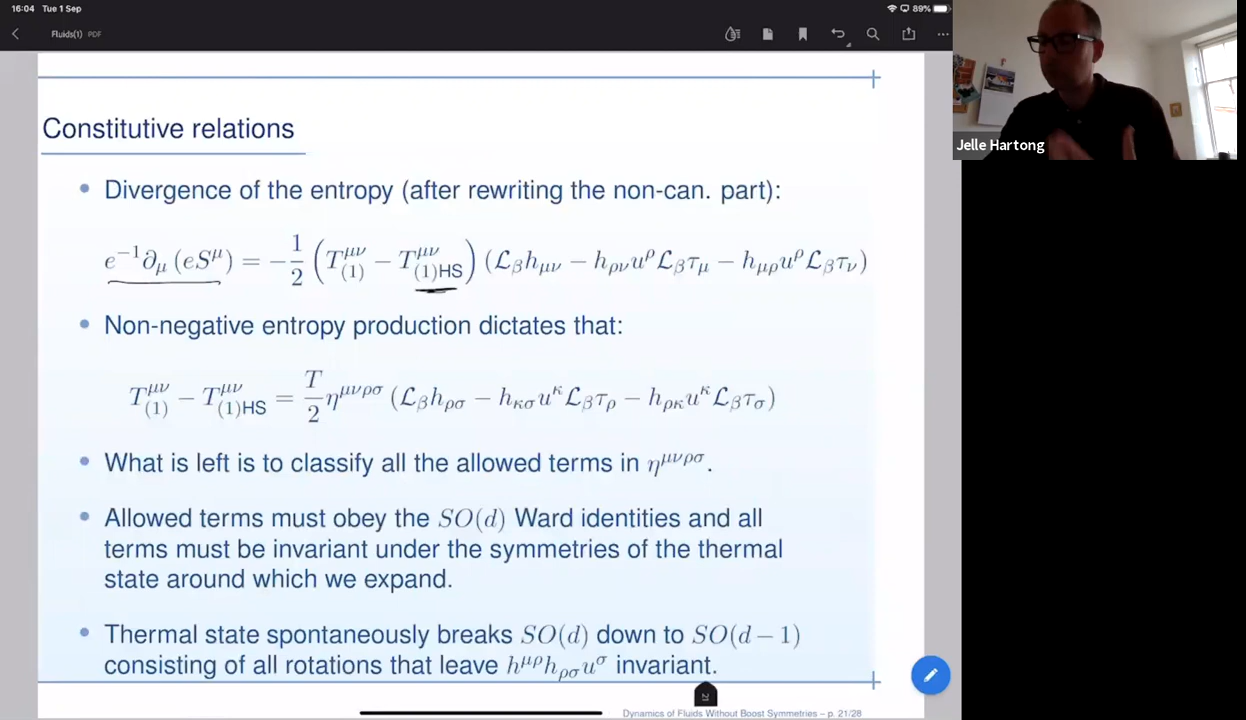 16:04 Tue 1 Sep
89%
Fluids(1) PDF
Jelle Hartong
Constitutive relations
• Divergence of the entropy (after rewriting the non-can. part):
e⁻¹∂_μ (eS^μ) = −1/2 (T^{μν}_{(1)} − T^{μν}_{(1)HS}) (ℒ_β h_{μν} − h_{ρν}u^ρ ℒ_β τ_μ − h_{μρ}u^ρ ℒ_β τ_ν)
• Non-negative entropy production dictates that:
T^{μν}_{(1)} − T^{μν}_{(1)HS} = T/2 η^{μνρσ} (ℒ_β h_{ρσ} − h_{κσ}u^κ ℒ_β τ_ρ − h_{ρκ}u^κ ℒ_β τ_σ)
• What is left is to classify all the allowed terms in η^{μνρσ}.
• Allowed terms must obey the SO(d) Ward identities and all
terms must be invariant under the symmetries of the thermal
state around which we expand.
• Thermal state spontaneously breaks SO(d) down to SO(d − 1)
consisting of all rotations that leave h^{μρ}h_{ρσ}u^σ invariant.
Dynamics of Fluids Without Boost Symmetries – p. 21/28